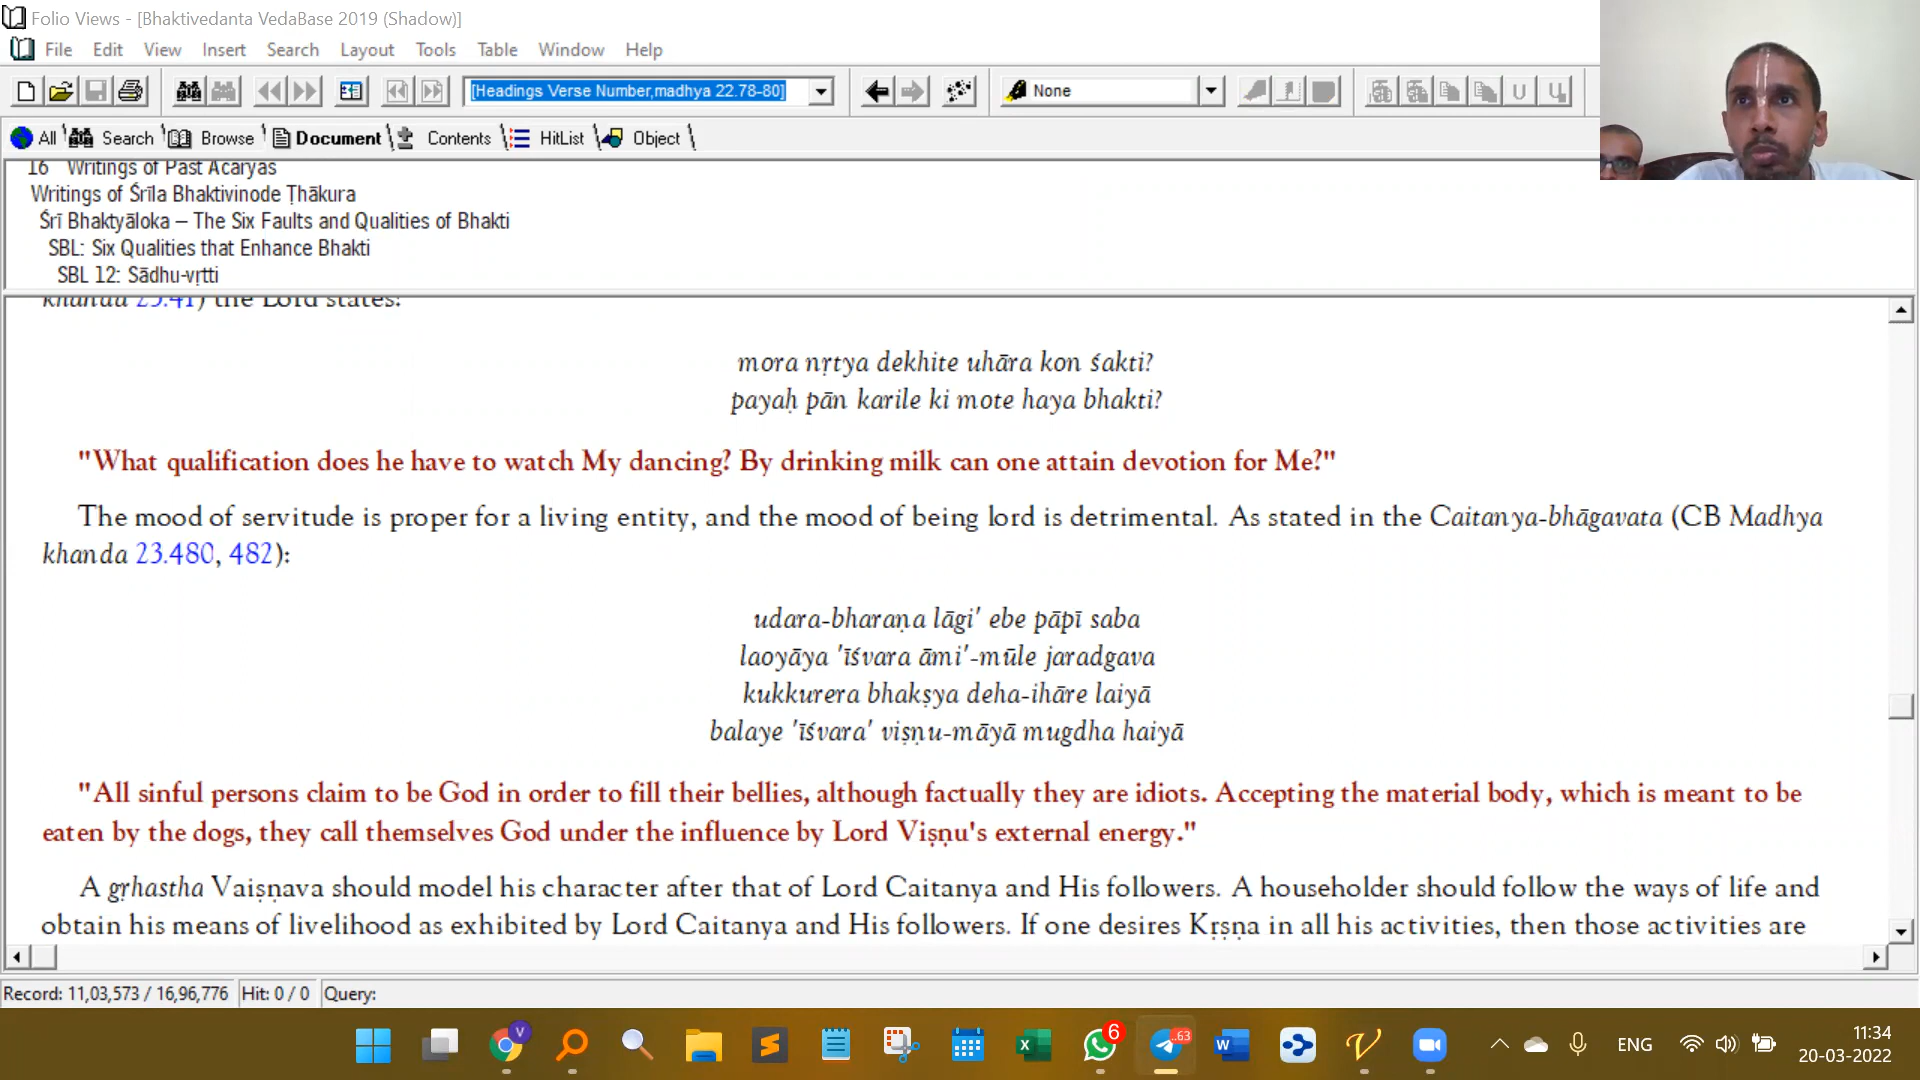 Folio Views - [Bhaktivedanta VedaBase 2019 (Shadow)]
File Edit View Insert Search Layout Tools Table Window Help
[Headings Verse Number,madhya 22.78-80]
None
All Search Browse Document Contents HitList Object
16 Writings of Past Acaryas
Writings of Śrīla Bhaktivinode Ṭhākura
Śrī Bhaktyāloka – The Six Faults and Qualities of Bhakti
SBL: Six Qualities that Enhance Bhakti
SBL 12: Sādhu-vṛtti
khanda 23.41) the Lord states:
mora nṛtya dekhite uhāra kon śakti?
payaḥ pān karile ki mote haya bhakti?
"What qualification does he have to watch My dancing? By drinking milk can one attain devotion for Me?"
The mood of servitude is proper for a living entity, and the mood of being lord is detrimental. As stated in the Caitanya-bhāgavata (CB Madhya
khanda 23.480, 482):
udara-bharaṇa lāgi' ebe pāpī saba
laoyāya 'īśvara āmi'-mūle jaradgava
kukkurera bhakṣya deha-ihāre laiyā
balaye 'īśvara' viṣṇu-māyā mugdha haiyā
"All sinful persons claim to be God in order to fill their bellies, although factually they are idiots. Accepting the material body, which is meant to be
eaten by the dogs, they call themselves God under the influence by Lord Viṣṇu's external energy."
A gṛhastha Vaiṣṇava should model his character after that of Lord Caitanya and His followers. A householder should follow the ways of life and
obtain his means of livelihood as exhibited by Lord Caitanya and His followers. If one desires Kṛṣṇa in all his activities, then those activities are
Record: 11,03,573 / 16,96,776 Hit: 0 / 0 Query:
V
6
..63
ENG
11:34
20-03-2022